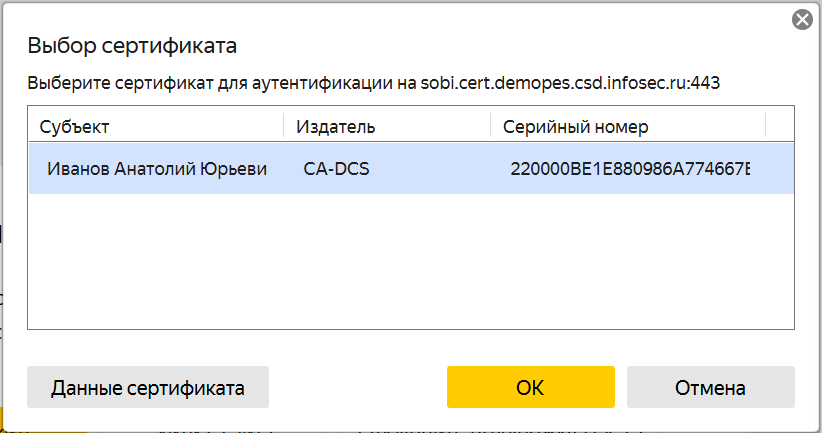 Выбор сертификата
Выберите сертификат для аутентификации на sobi.cert.demopes.csd.infosec.ru:443
Субъект Издатель Серийный номер
Иванов Анатолий Юрьеви CA-DCS 220000BE1E880986A774667E
Данные сертификата ОК Отмена